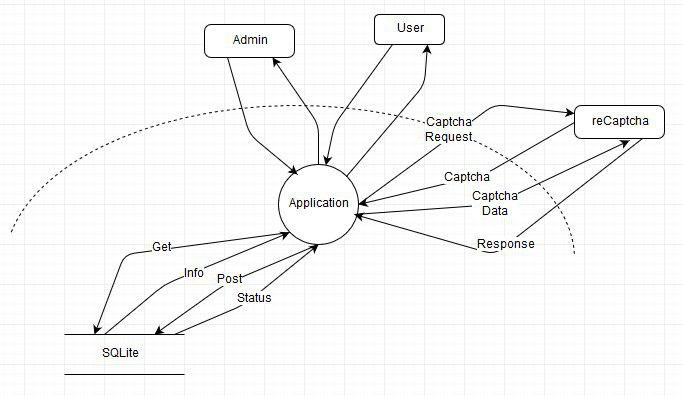 User
Admin
Captcha
Request
reCaptcha
Captcha
Captcha
Data
Application
Response
Get
Info
Post
Status
SQLite